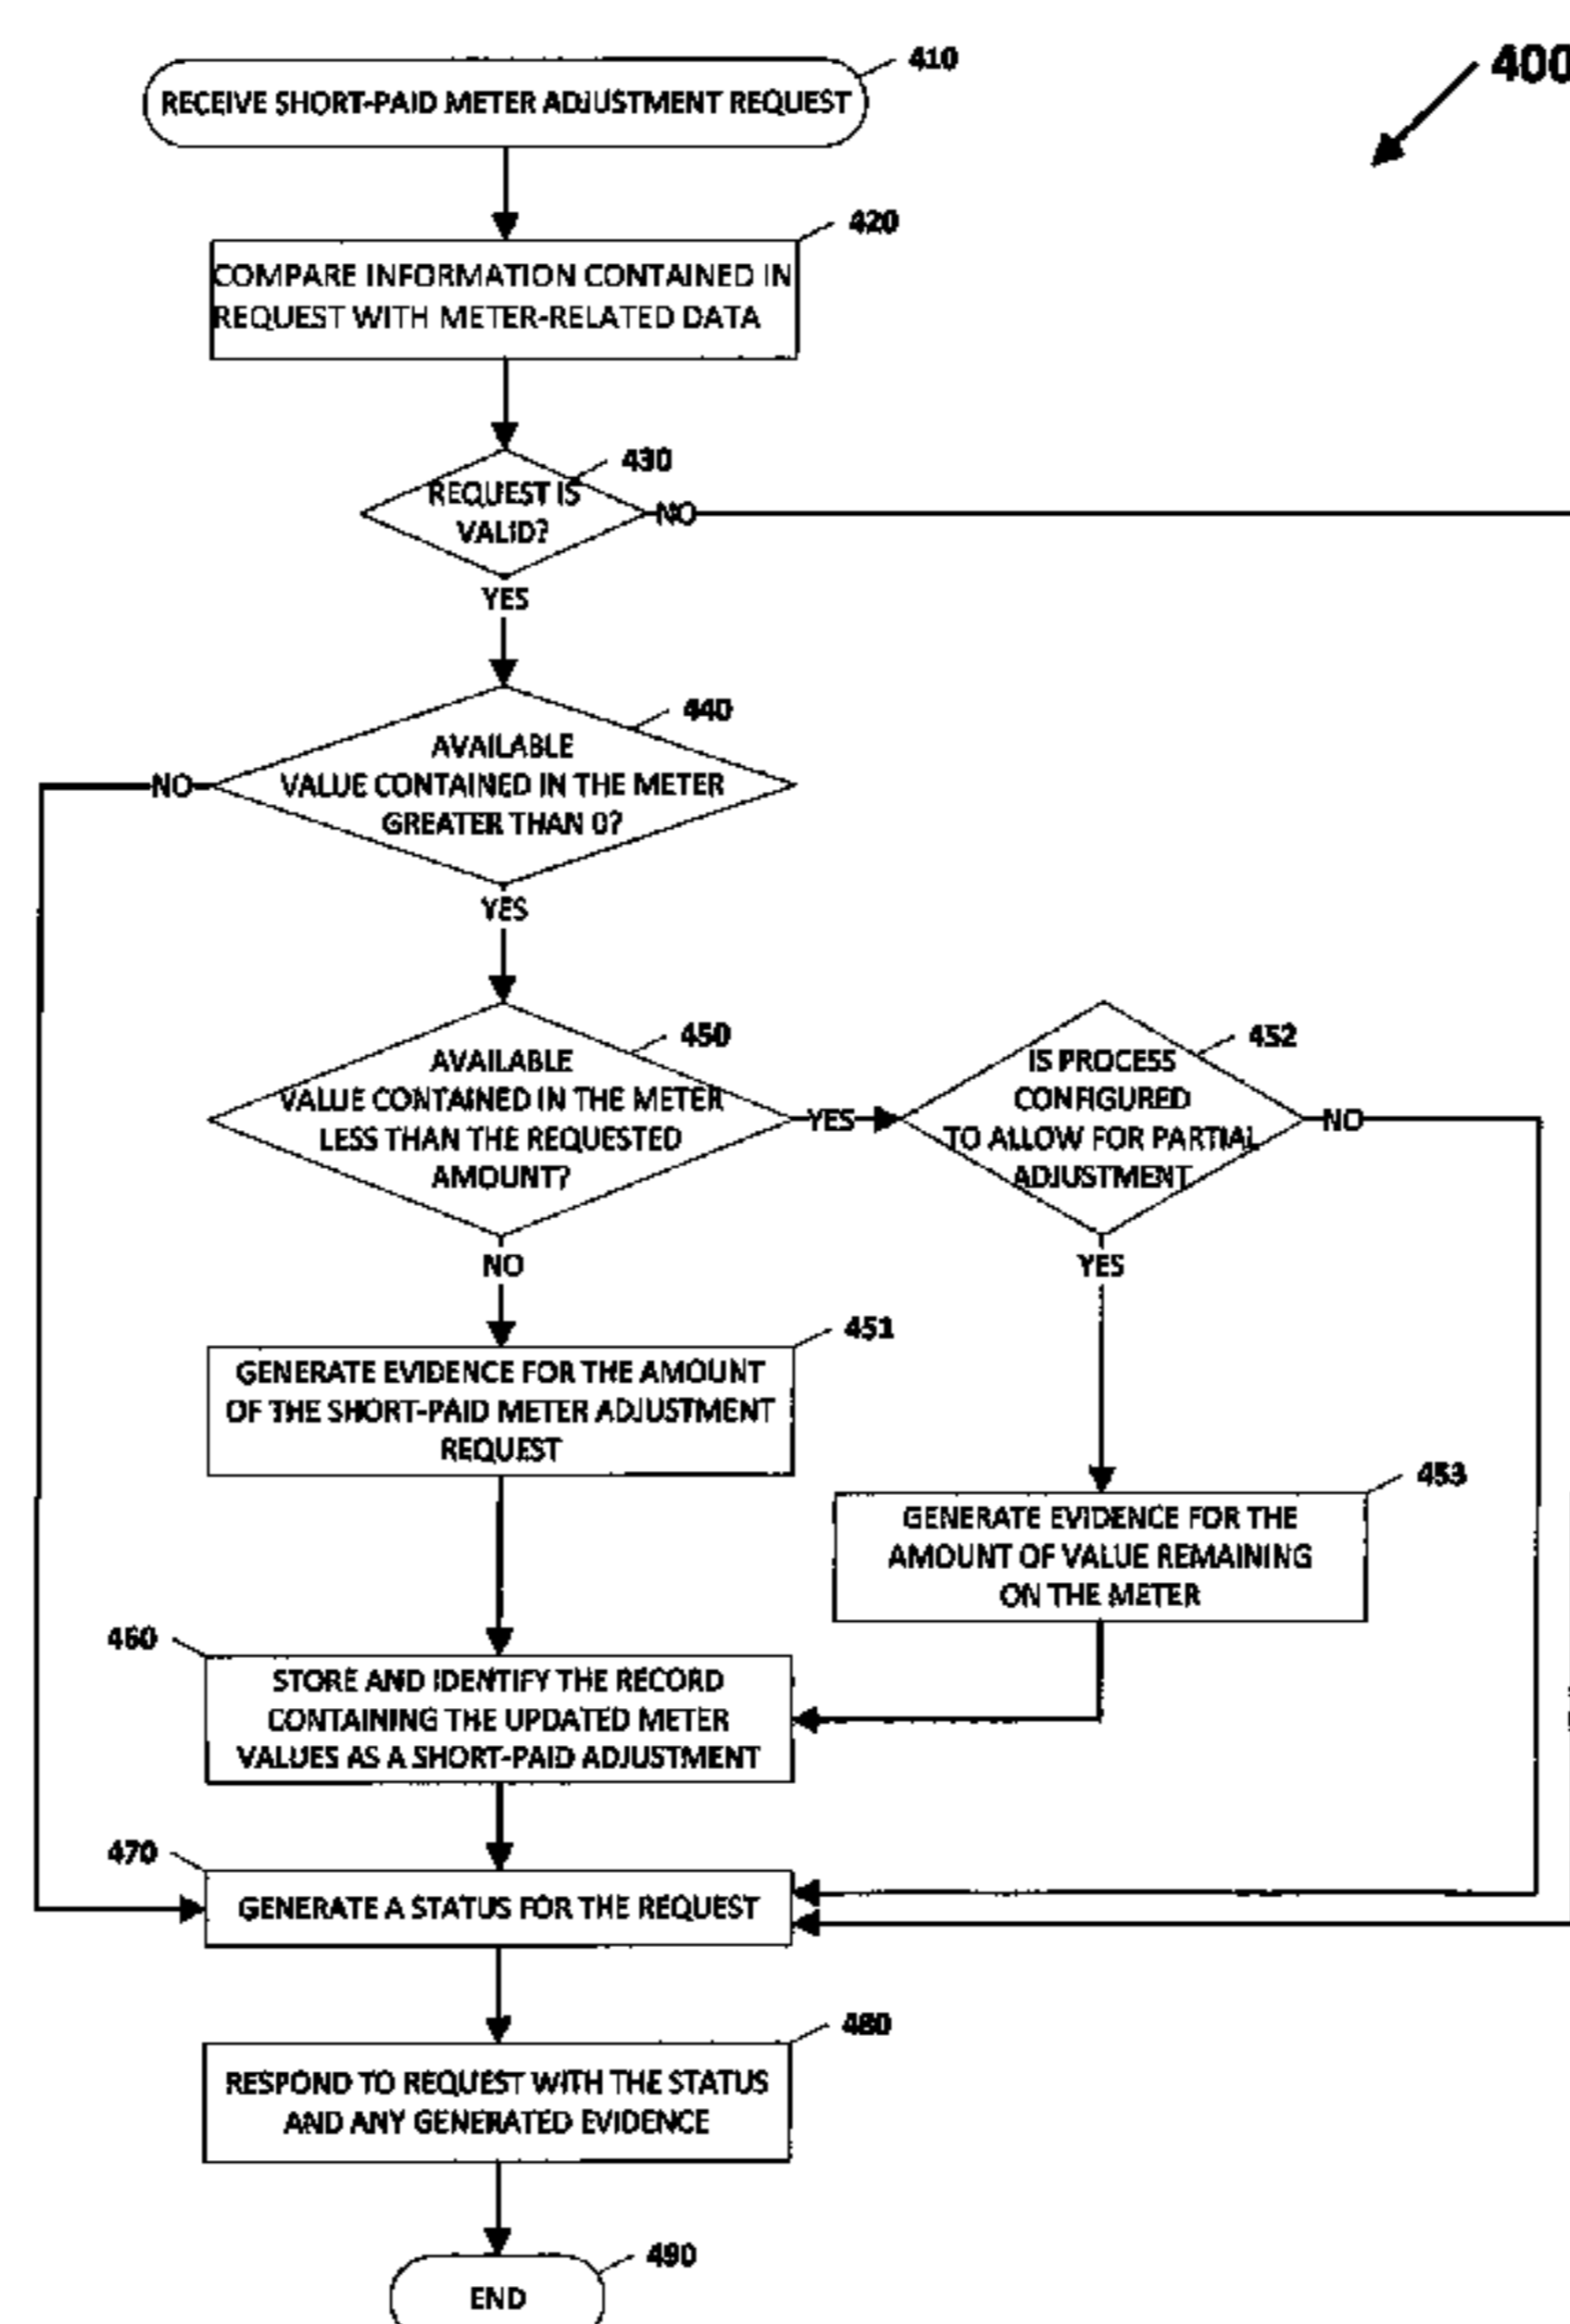 410
400
RECEIVE SHORT-PAID METER ADJUSTMENT REQUEST
420
COMPARE INFORMATION CONTAINED IN
REQUEST WITH METER-RELATED DATA
430
REQUEST IS
VALID?
NO
YES
440
AVAILABLE
VALUE CONTAINED IN THE METER
GREATER THAN 0?
NO
YES
450
AVAILABLE
VALUE CONTAINED IN THE METER
LESS THAN THE REQUESTED
AMOUNT?
YES
452
IS PROCESS
CONFIGURED
TO ALLOW FOR PARTIAL
ADJUSTMENT
NO
NO
YES
451
GENERATE EVIDENCE FOR THE AMOUNT
OF THE SHORT-PAID METER ADJUSTMENT
REQUEST
453
GENERATE EVIDENCE FOR THE
AMOUNT OF VALUE REMAINING
ON THE METER
460
STORE AND IDENTIFY THE RECORD
CONTAINING THE UPDATED METER
VALUES AS A SHORT-PAID ADJUSTMENT
470
GENERATE A STATUS FOR THE REQUEST
480
RESPOND TO REQUEST WITH THE STATUS
AND ANY GENERATED EVIDENCE
490
END